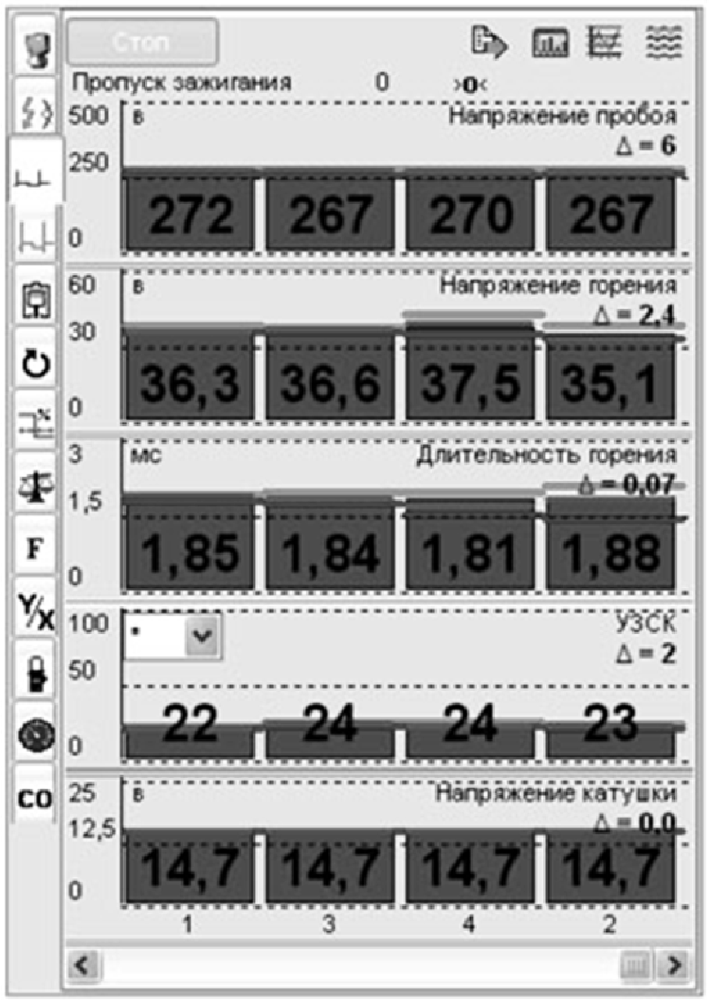 Стоп
Пропуск зажигания 0 >0<
500 в Напряжение пробоя
Δ = 6
250
272 267 270 267
0
60 в Напряжение горения
Δ = 2,4
30
36,3 36,6 37,5 35,1
0
3 мс Длительность горения
Δ = 0,07
1,5
1,85 1,84 1,81 1,88
0
100 УЗСК
Δ = 2
50
22 24 24 23
0
25 в Напряжение катушки
Δ = 0,0
12,5
14,7 14,7 14,7 14,7
0
1 3 4 2
F
Y/X
CO